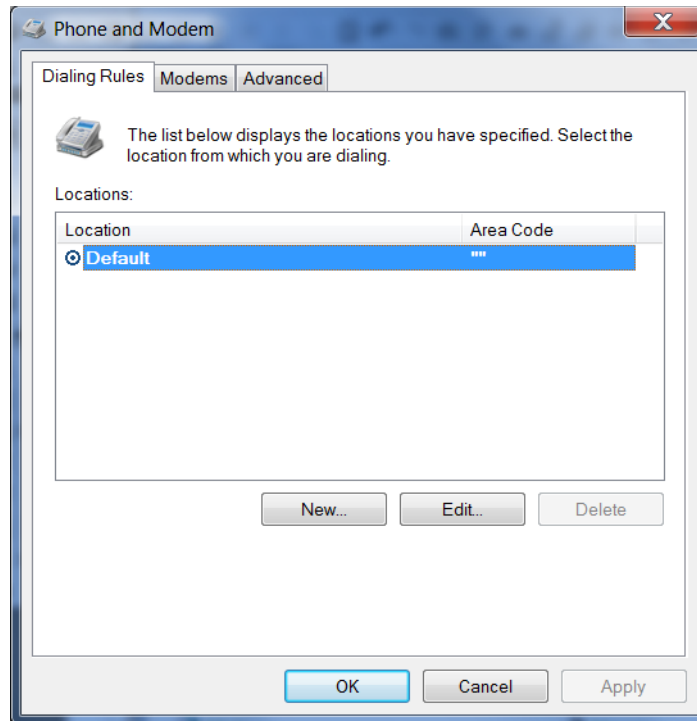 Phone and Modem
X
Dialing Rules Modems Advanced
The list below displays the locations you have specified. Select the
location from which you are dialing.
Locations:
Location Area Code
Default ""
New... Edit... Delete
OK Cancel Apply